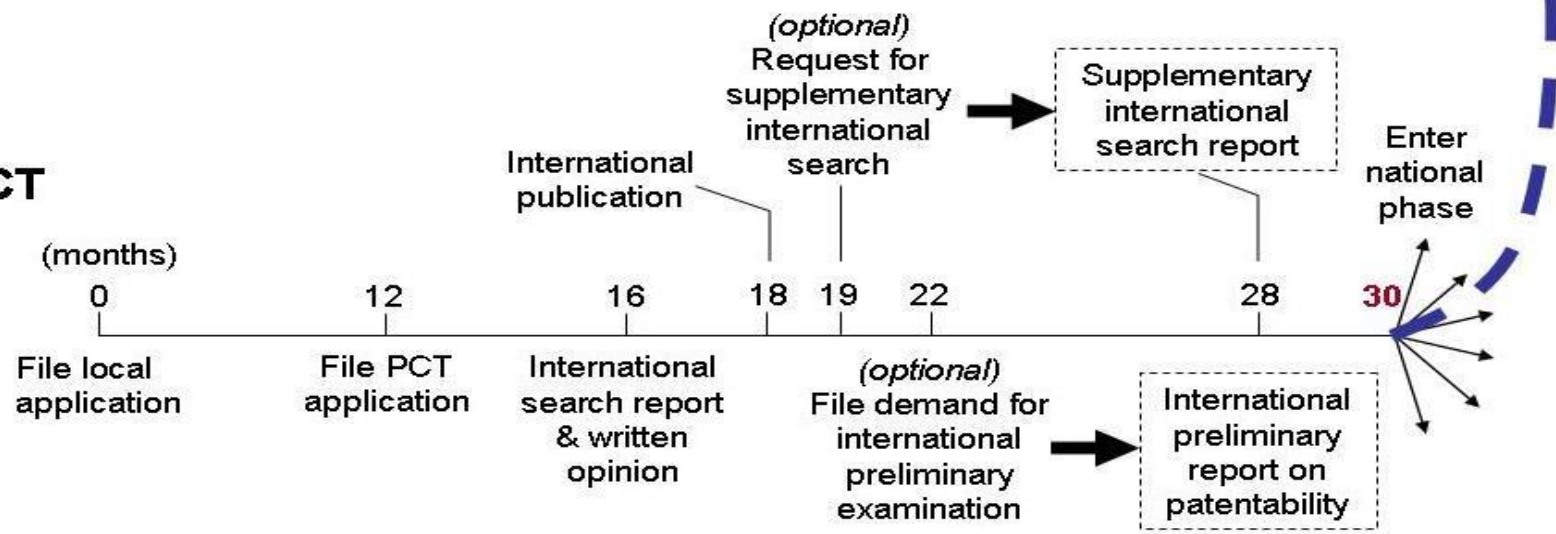 (optional)
Request for
supplementary
international
search
Supplementary
international
search report
Enter
national
phase
International
publication
CT
(months)
0 12 16 18 19 22 28 30
File local
application
File PCT
application
International
search report
& written
opinion
(optional)
File demand for
international
preliminary
examination
International
preliminary
report on
patentability